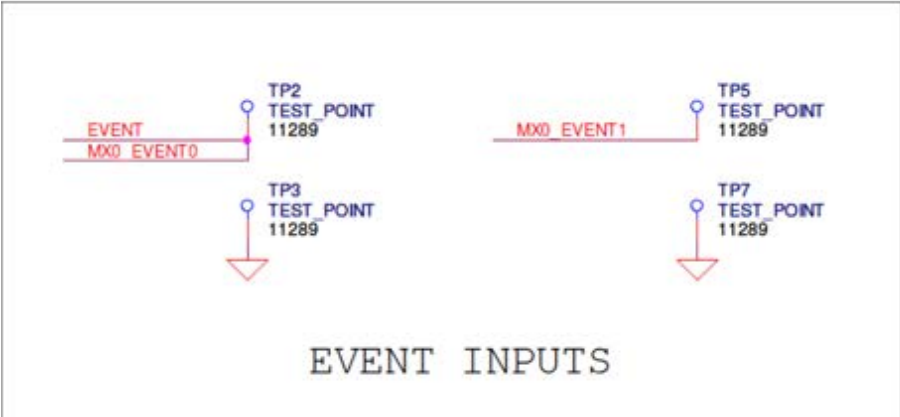 TP2
TEST_POINT
11289
EVENT
MX0_EVENT0
TP3
TEST_POINT
11289
TP5
TEST_POINT
11289
MX0_EVENT1
TP7
TEST_POINT
11289
EVENT INPUTS